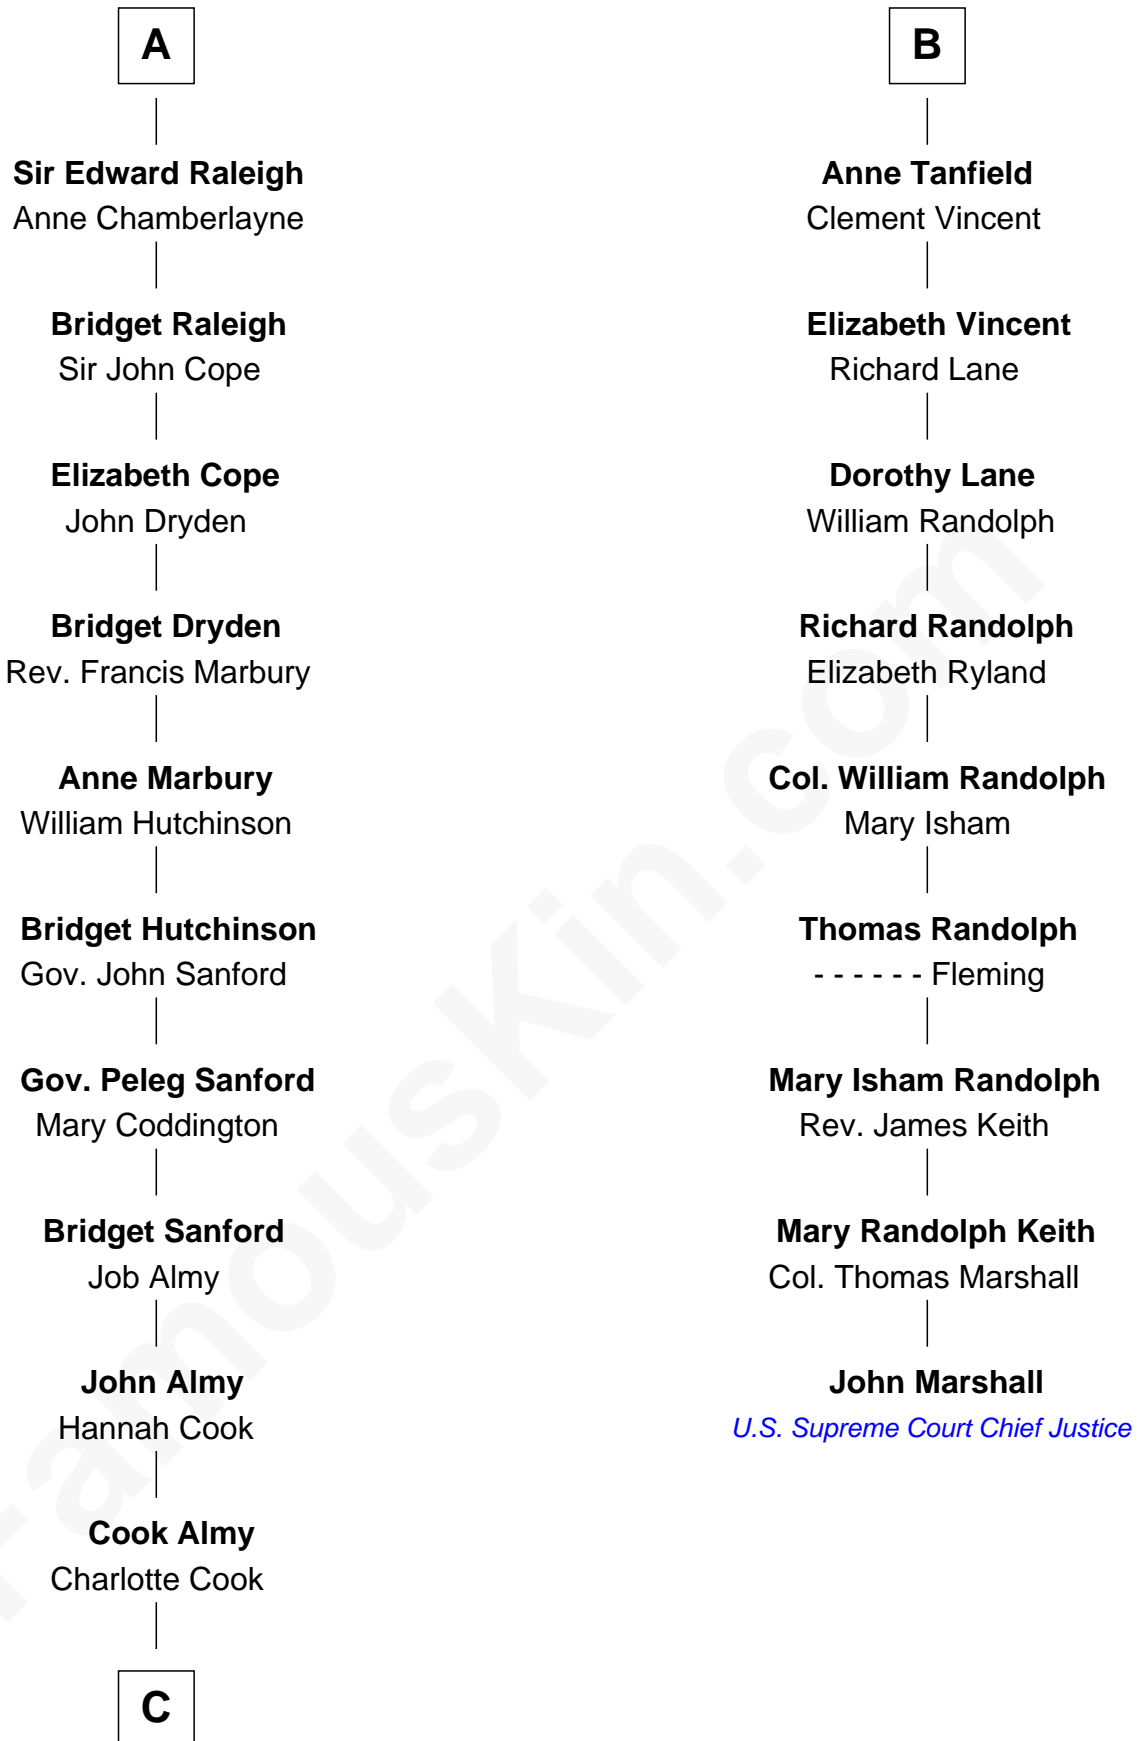 A
Sir Edward Raleigh
Anne Chamberlayne
Bridget Raleigh
Sir John Cope
Elizabeth Cope
John Dryden
Bridget Dryden
Rev. Francis Marbury
Anne Marbury
William Hutchinson
Bridget Hutchinson
Gov. John Sanford
Gov. Peleg Sanford
Mary Coddington
Bridget Sanford
Job Almy
John Almy
Hannah Cook
Cook Almy
Charlotte Cook
C
B
Anne Tanfield
Clement Vincent
Elizabeth Vincent
Richard Lane
Dorothy Lane
William Randolph
Richard Randolph
Elizabeth Ryland
Col. William Randolph
Mary Isham
Thomas Randolph
- - - - - - Fleming
Mary Isham Randolph
Rev. James Keith
Mary Randolph Keith
Col. Thomas Marshall
John Marshall
U.S. Supreme Court Chief Justice
FamousKin.com